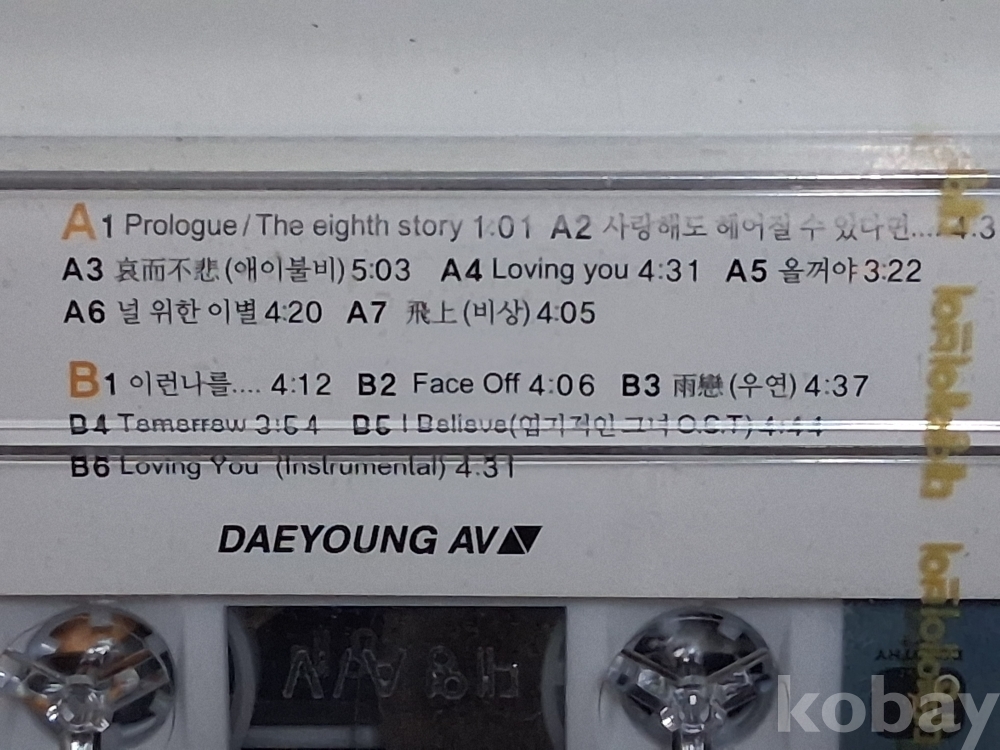 A1 Prologue / The eighth story 1:01 A2 사랑해도 헤어질 수 있다면.... 4:3
A3 哀而不悲 (애이불비) 5:03 A4 Loving you 4:31 A5 올꺼야 3:22
A6 널 위한 이별 4:20 A7 飛上 (비상) 4:05
B1 이런나를.... 4:12 B2 Face Off 4:06 B3 雨戀 (우연) 4:37
B4 Tomorrow 3:54 B5 I Believe(엽기적인 그녀 O.S.T) 4:44
B6 Loving You (Instrumental) 4:31
DAEYOUNG AV
대영 A/V
kobay